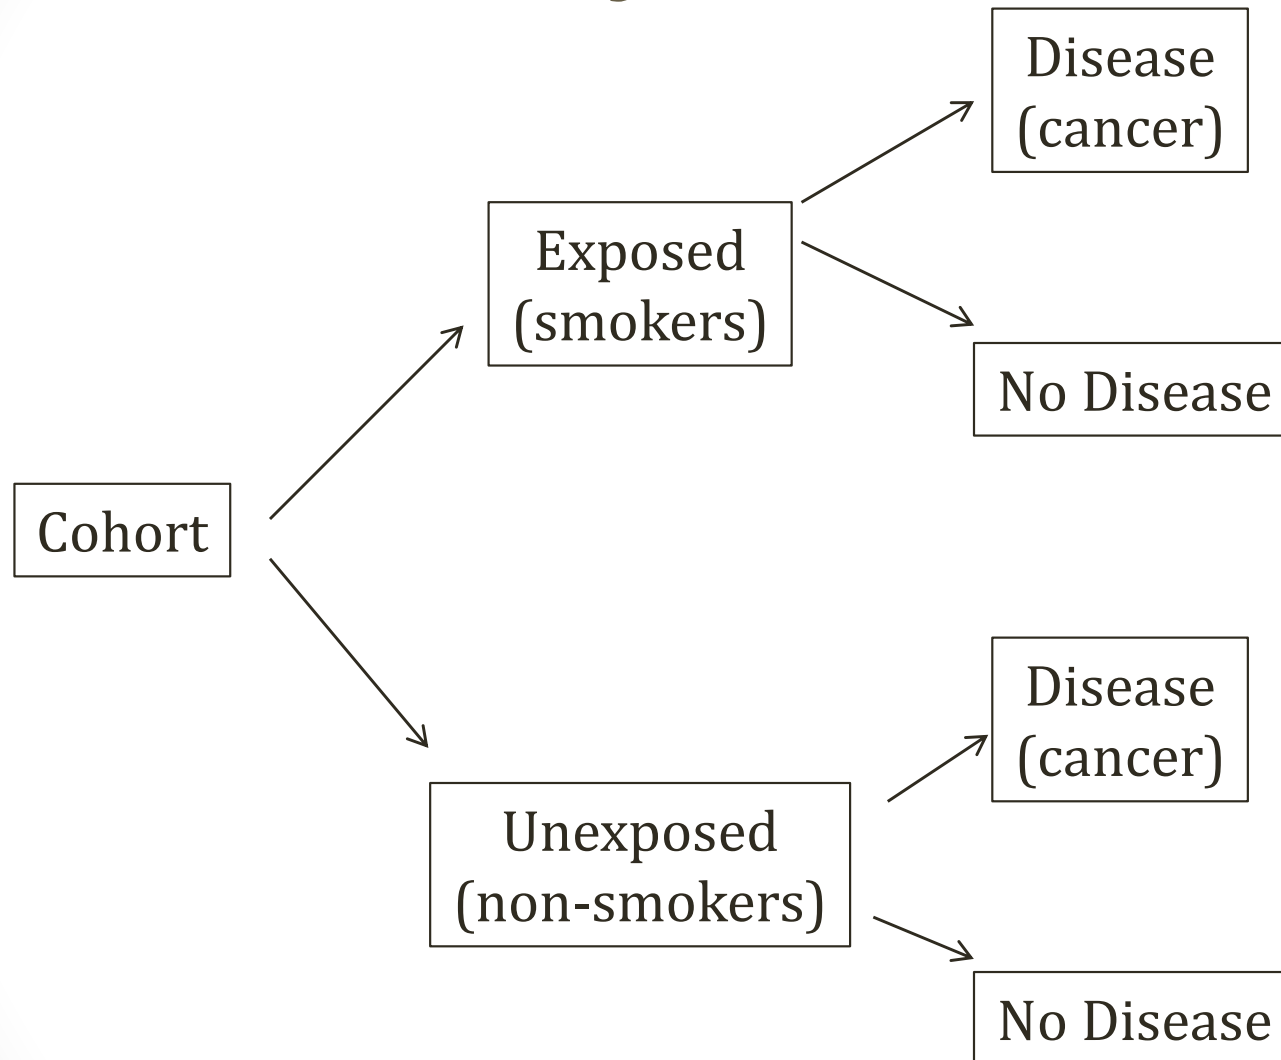 Disease
(cancer)
Exposed
(smokers)
No Disease
Cohort
Disease
(cancer)
Unexposed
(non-smokers)
No Disease